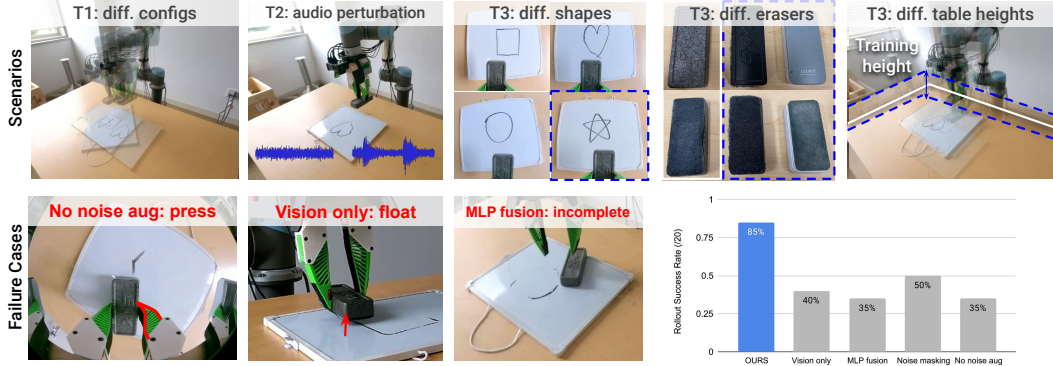 Scenarios
T1: diff. configs
T2: audio perturbation
T3: diff. shapes
T3: diff. erasers
T3: diff. table heights
Training
height
Failure Cases
No noise aug: press
Vision only: float
MLP fusion: incomplete
Rollout Success Rate (/20)
1
0.75
0.5
0.25
0
85%
40%
35%
50%
35%
OURS
Vision only
MLP fusion
Noise masking
No noise aug